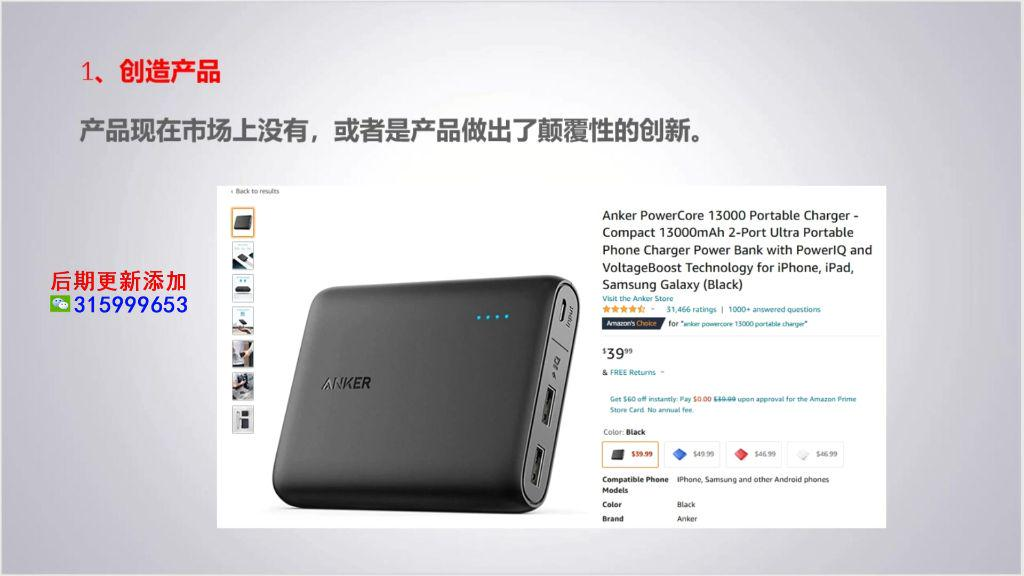 1、创造产品
产品现在市场上没有，或者是产品做出了颠覆性的创新。
‹ Back to results
后期更新添加
315999653
ANKER
Input
Anker PowerCore 13000 Portable Charger -
Compact 13000mAh 2-Port Ultra Portable
Phone Charger Power Bank with PowerIQ and
VoltageBoost Technology for iPhone, iPad,
Samsung Galaxy (Black)
Visit the Anker Store
31,466 ratings | 1000+ answered questions
Amazon's Choice for "anker powercore 13000 portable charger"
$39.99
& FREE Returns
Get $60 off instantly: Pay $0.00 $39.99 upon approval for the Amazon Prime
Store Card. No annual fee.
Color: Black
$39.99 $49.99 $46.99 $46.99
Compatible Phone Models IPhone, Samsung and other Android phones
Color Black
Brand Anker